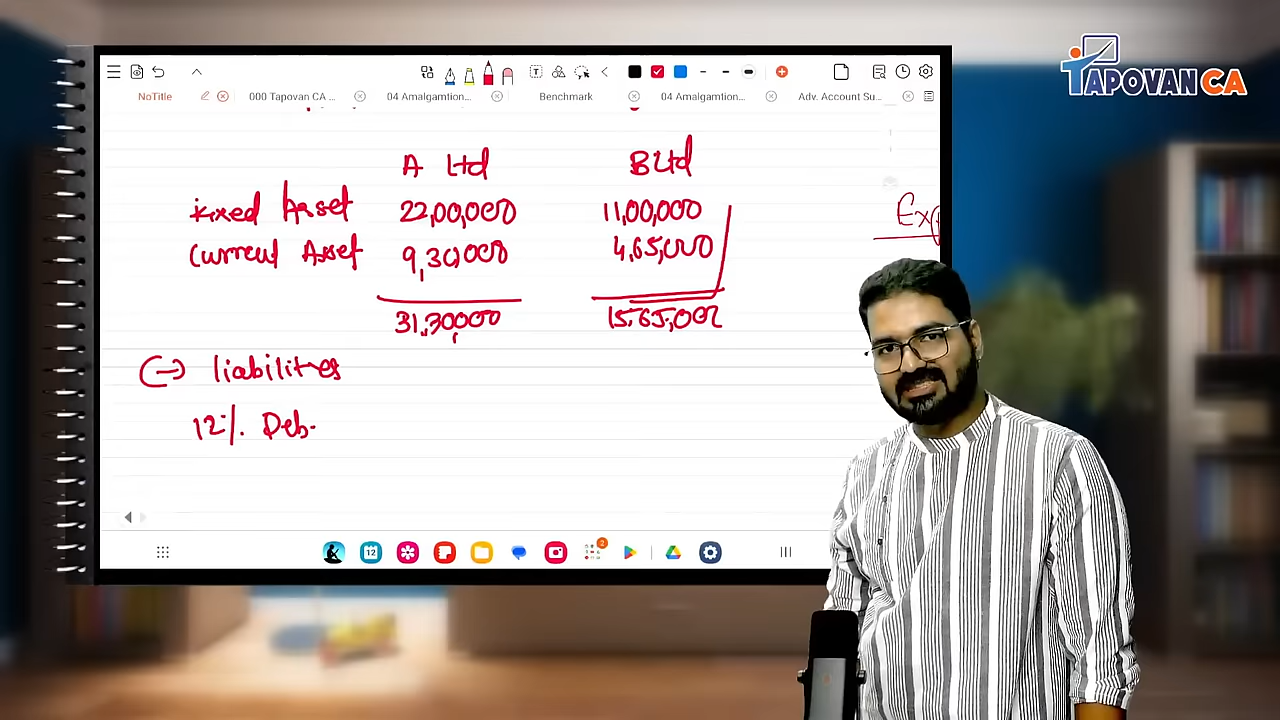 TAPOVAN CA
NoTitle 000 Tapovan CA ... 04 Amalgamtion... Benchmark 04 Amalgamtion... Adv. Account Su...
A Ltd B Ltd
Fixed Asset 22,00,000 11,00,000
Current Asset 9,30,000 4,65,000
31,30,000 15,65,000
(-) liabilities
12%. Deb.
12
2